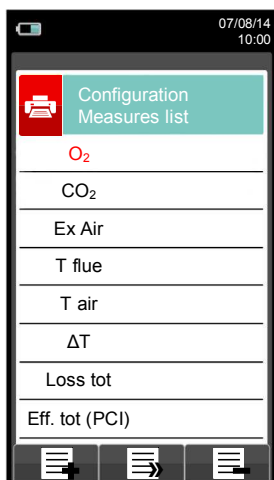 07/08/14
10:00
Configuration
Measures list
O₂
CO₂
Ex Air
T flue
T air
ΔT
Loss tot
Eff. tot (PCI)